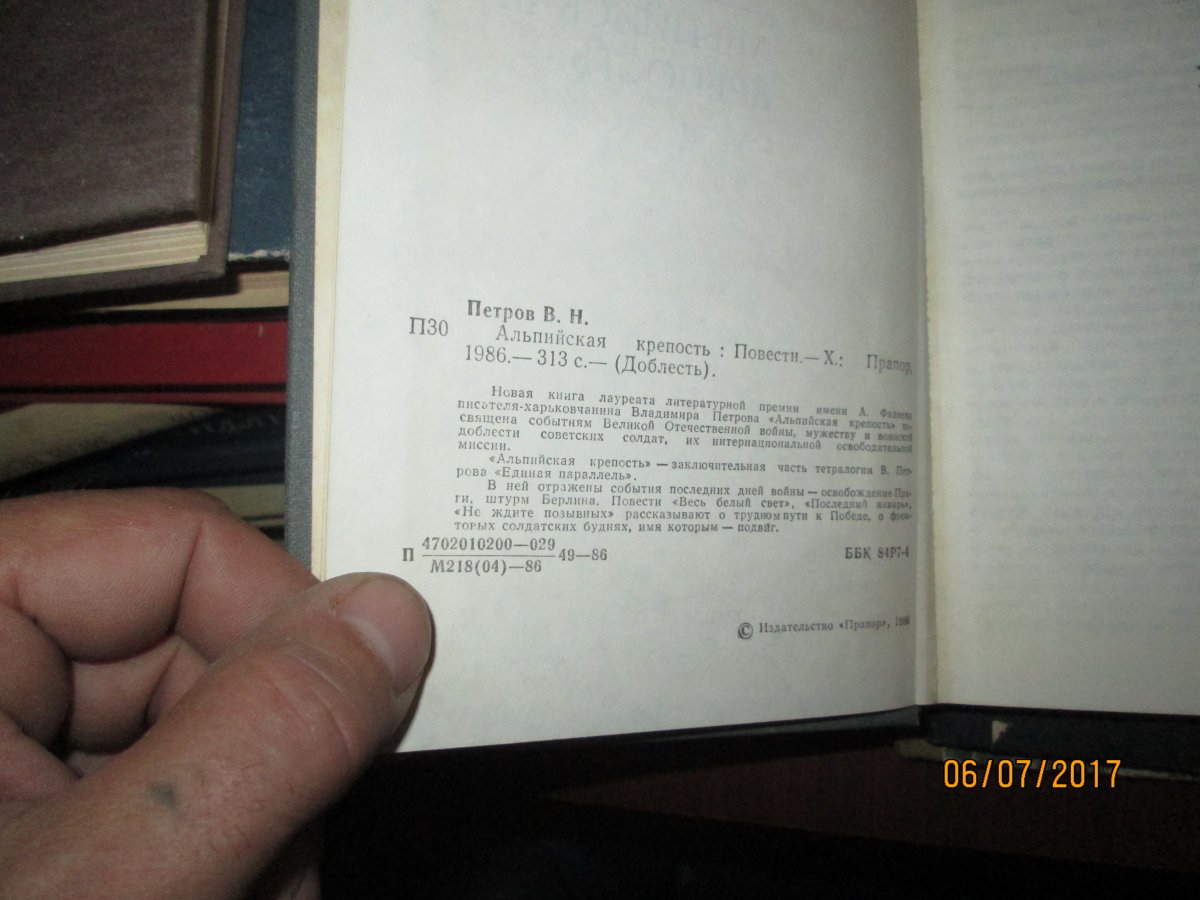 Петров В. Н.
П30
Альпийская крепость : Повести.— Х.: Прапор,
1986.— 313 с.— (Доблесть).
Новая книга лауреата литературной премии имени А. Фадеева
писателя-харьковчанина Владимира Петрова «Альпийская крепость» по-
священа событиям Великой Отечественной войны, мужеству и воинской
доблести советских солдат, их интернациональной освободительной
миссии.
«Альпийская крепость» — заключительная часть тетралогии В. Пет-
рова «Единая параллель».
В ней отражены события последних дней войны — освобождение Пра-
ги, штурм Берлина. Повести «Весь белый свет», «Последний январь»,
«Не ждите позывных» рассказывают о трудном пути к Победе, о фрон-
товых солдатских буднях, имя которым — подвиг.
П 4702010200—029
М218(04)—86
49—86
ББК 84Р7-4
© Издательство «Прапор», 1986
06/07/2017